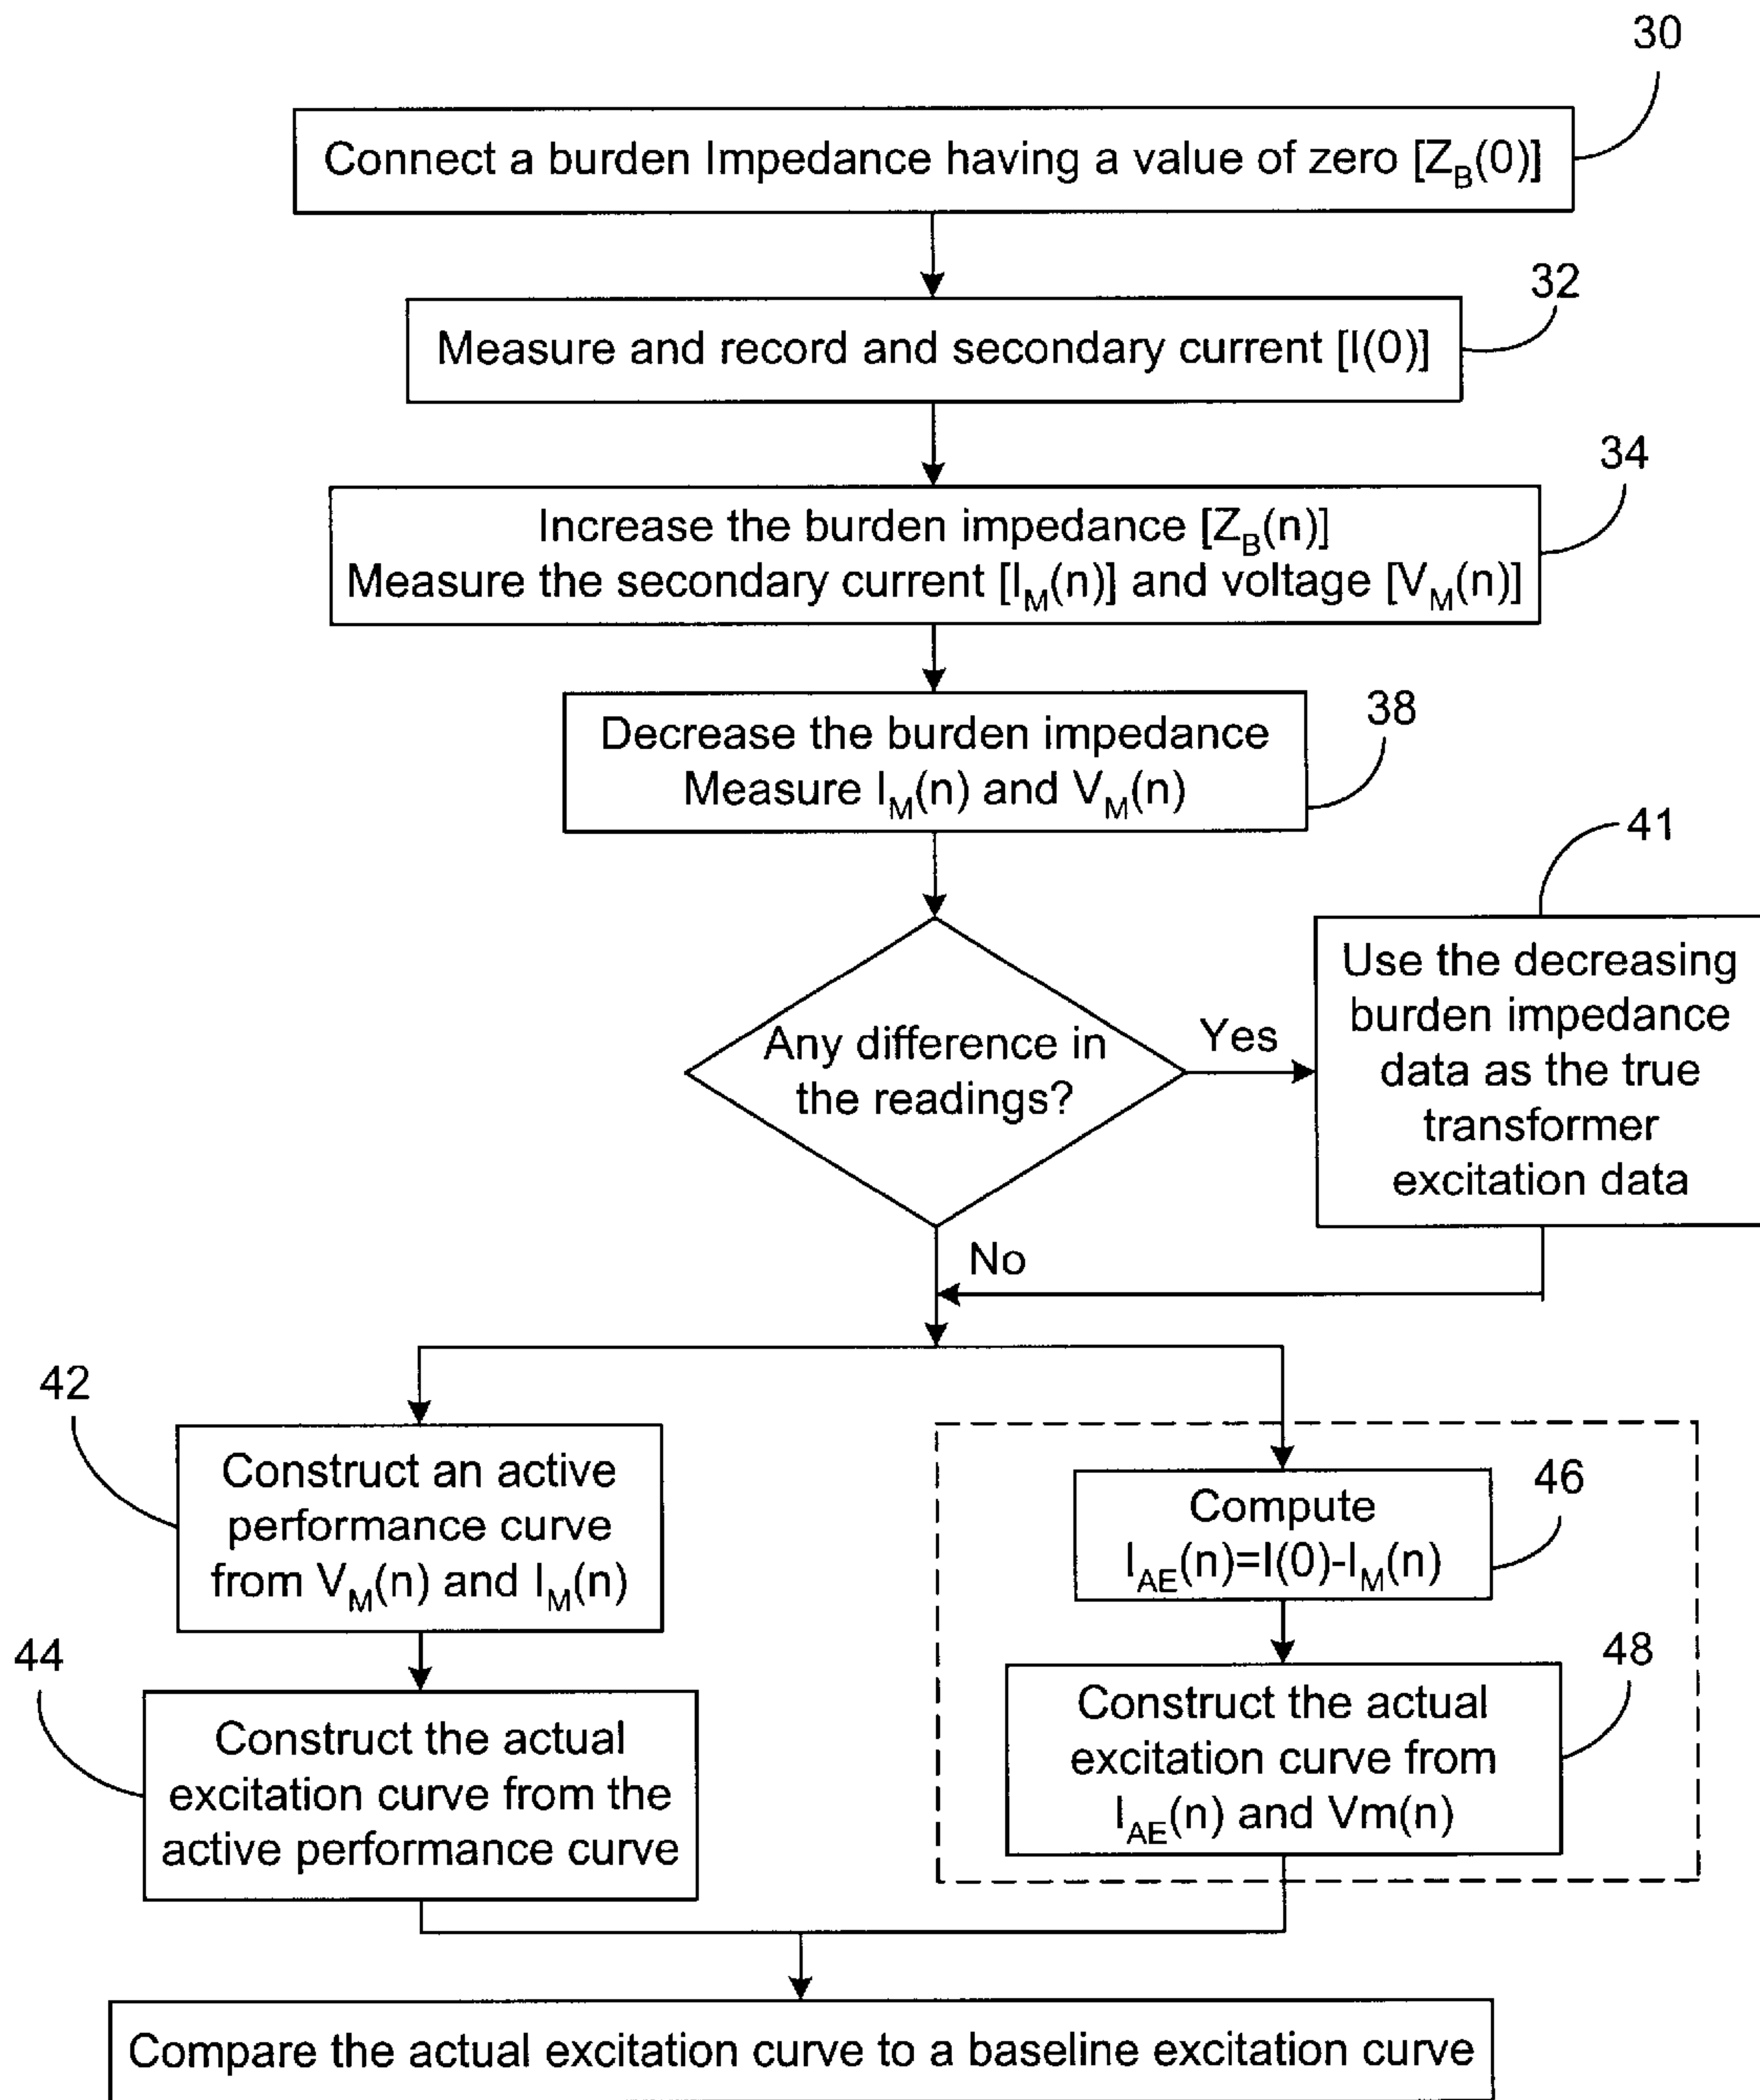 30
Connect a burden Impedance having a value of zero [Z_B(0)]
32
Measure and record and secondary current [I(0)]
34
Increase the burden impedance [Z_B(n)]
Measure the secondary current [I_M(n)] and voltage [V_M(n)]
38
Decrease the burden impedance
Measure I_M(n) and V_M(n)
41
Use the decreasing
burden impedance
data as the true
transformer
excitation data
Any difference in
the readings?
Yes
No
42
Construct an active
performance curve
from V_M(n) and I_M(n)
46
Compute
I_AE(n)=I(0)-I_M(n)
44
Construct the actual
excitation curve from the
active performance curve
48
Construct the actual
excitation curve from
I_AE(n) and Vm(n)
Compare the actual excitation curve to a baseline excitation curve